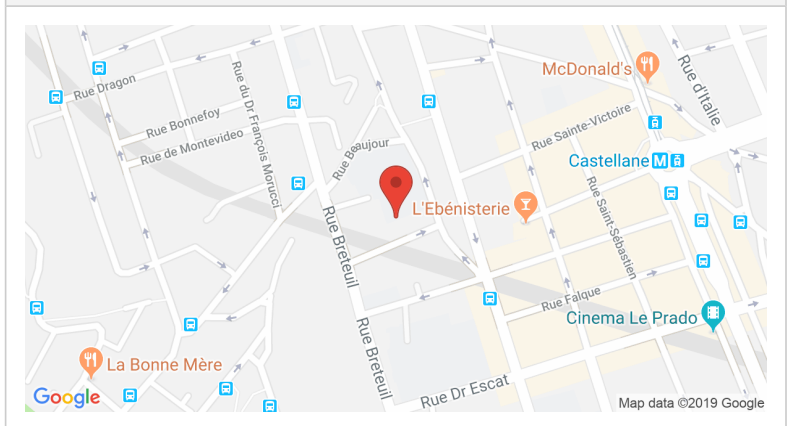 McDonald's
Rue d'Italie
Rue Dragon
Rue du Dr François Morucci
Rue Bonnefoy
Rue Sainte-Victoire
Rue de Montevideo
Rue Beaujour
Castellane M
L'Ebénisterie
Rue Saint-Sébastien
Rue Breteuil
Rue Falque
Cinema Le Prado
Rue Breteuil
La Bonne Mère
Rue Dr Escat
Google
Map data ©2019 Google